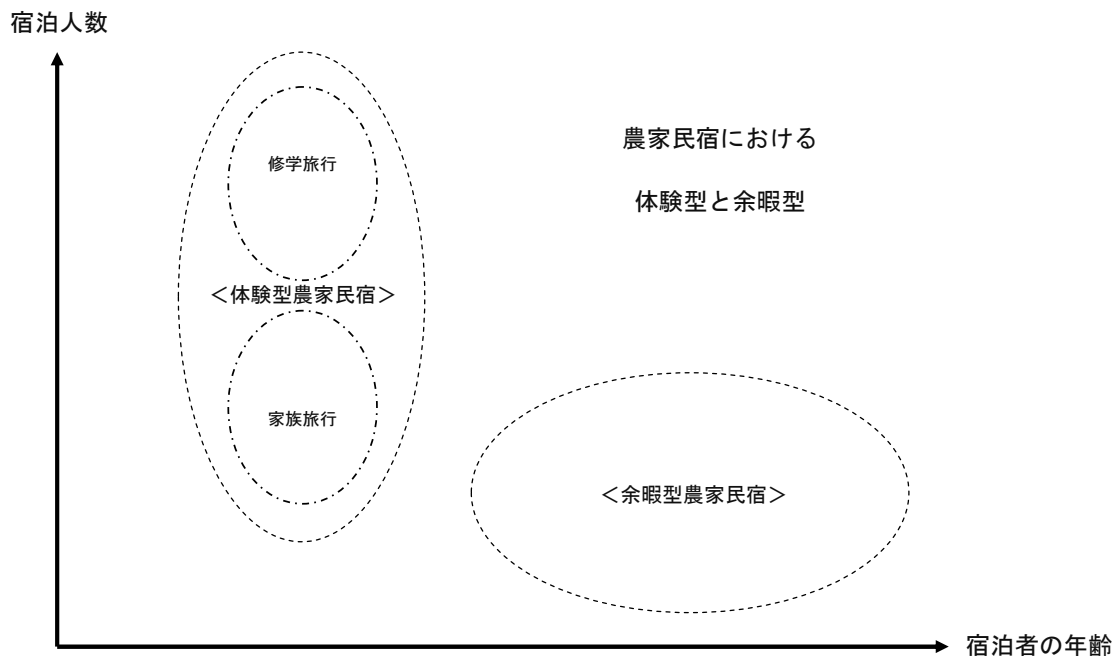 宿泊人数
農家民宿における
体験型と余暇型
修学旅行
＜体験型農家民宿＞
家族旅行
＜余暇型農家民宿＞
宿泊者の年齢